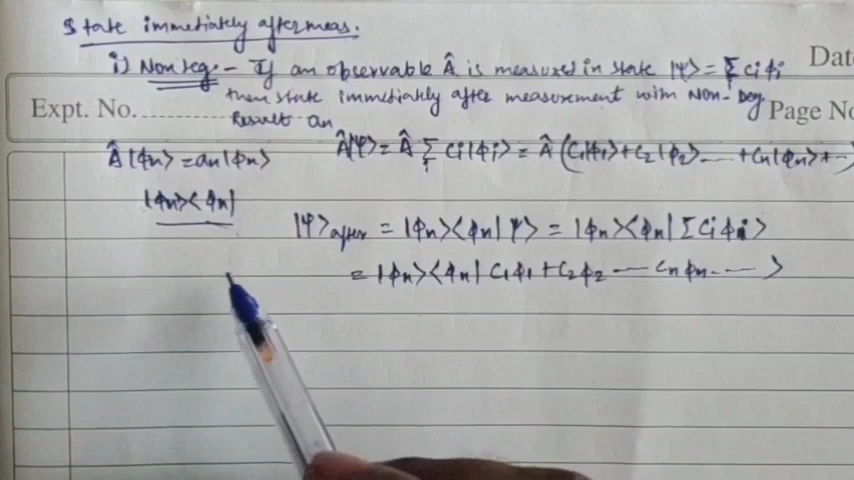 State immediately after meas.
i) Non deg. - If an observable Â is measured in state |Ψ> = Σ ci φi
i
Date
Expt. No.
then state immediately after measurement with Non-Deg
Page No
Result an
Â|φn> = an|φn>
Â|Ψ> = Â Σ ci|φi> = Â (c1|φ1> + c2|φ2> ---- + cn|φn> + --
i
|φn><φn|
|Ψ>after = |φn><φn|Ψ> = |φn><φn| Σ ci φi>
= |φn><φn| c1φ1 + c2φ2 --- cnφn --- >